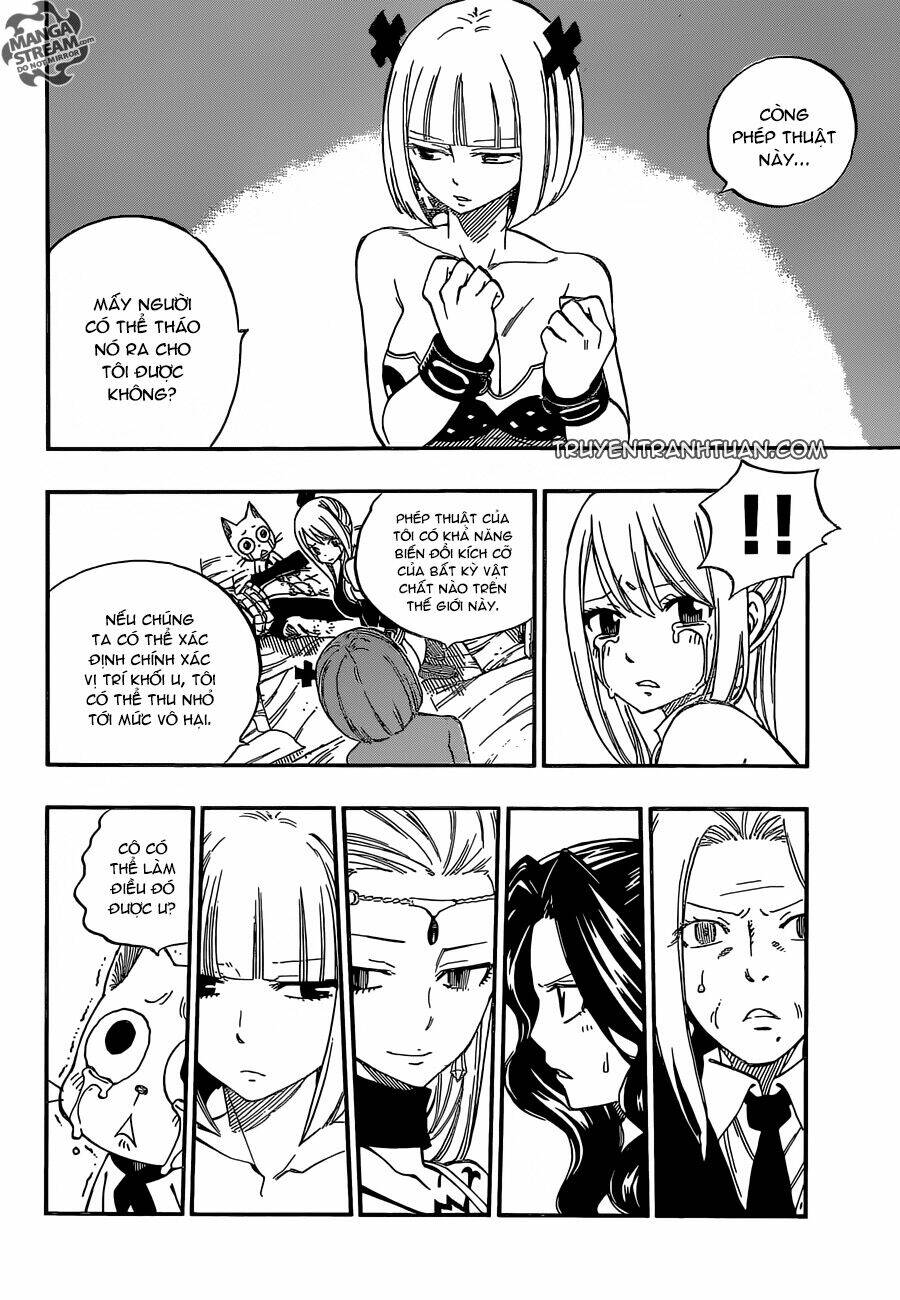 MANGA
STREAM.com
DO NOT MIRROR
CÒNG
PHÉP THUẬT
NÀY...
MẤY NGƯỜI
CÓ THỂ THÁO
NÓ RA CHO
TÔI ĐƯỢC
KHÔNG?
TRUYENTRANHTUAN.COM
!!
PHÉP THUẬT CỦA
TÔI CÓ KHẢ NĂNG
BIẾN ĐỔI KÍCH CỠ
CỦA BẤT KỲ VẬT
CHẤT NÀO TRÊN
THẾ GIỚI NÀY.
NẾU CHÚNG
TA CÓ THỂ XÁC
ĐỊNH CHÍNH XÁC
VỊ TRÍ KHỐI U, TÔI
CÓ THỂ THU NHỎ
TỚI MỨC VÔ HẠI.
CÔ CÓ
THỂ LÀM
ĐIỀU ĐÓ
ĐƯỢC U?